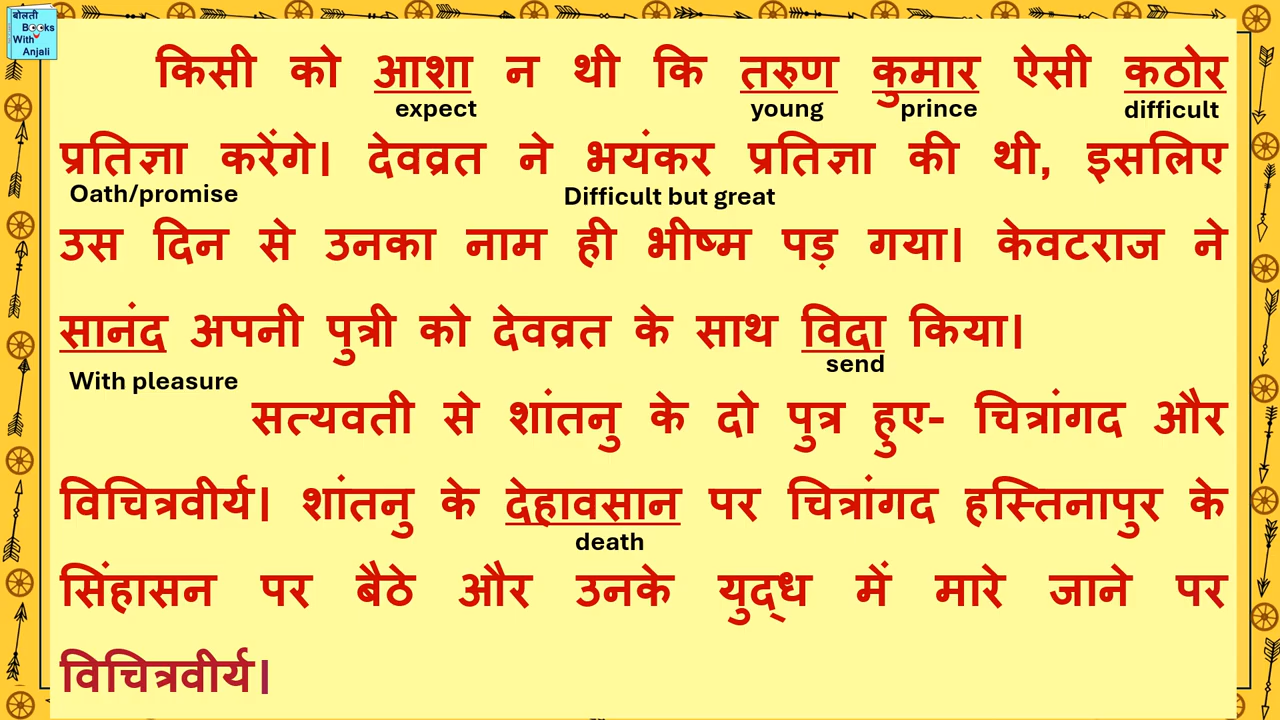 बोलती
Books
With
Anjali
किसी को आशा न थी कि तरुण कुमार ऐसी कठोर
expect young prince difficult
प्रतिज्ञा करेंगे। देवव्रत ने भयंकर प्रतिज्ञा की थी, इसलिए
Oath/promise Difficult but great
उस दिन से उनका नाम ही भीष्म पड़ गया। केवटराज ने
सानंद अपनी पुत्री को देवव्रत के साथ विदा किया।
With pleasure send
सत्यवती से शांतनु के दो पुत्र हुए- चित्रांगद और
विचित्रवीर्य। शांतनु के देहावसान पर चित्रांगद हस्तिनापुर के
death
सिंहासन पर बैठे और उनके युद्ध में मारे जाने पर
विचित्रवीर्य।